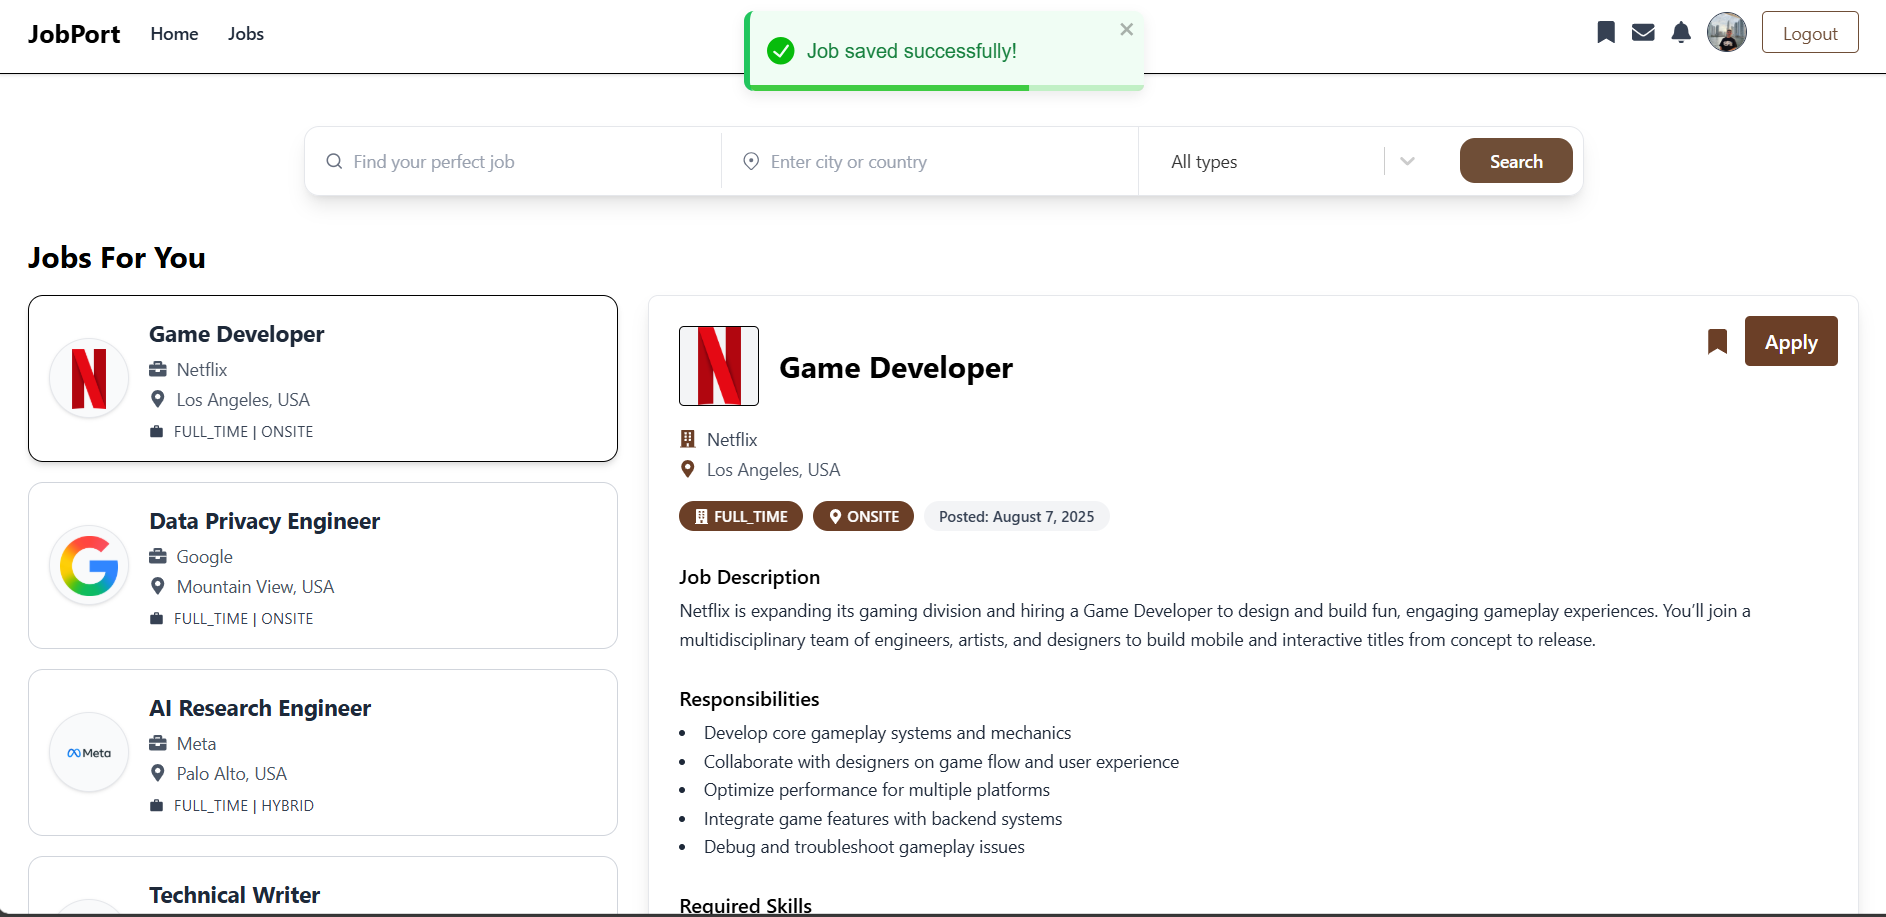 JobPort
Home
Jobs
Job saved successfully!
Logout
Find your perfect job
Enter city or country
All types
Search
Jobs For You
Game Developer
Netflix
Los Angeles, USA
FULL_TIME | ONSITE
Data Privacy Engineer
Google
Mountain View, USA
FULL_TIME | ONSITE
Meta
AI Research Engineer
Meta
Palo Alto, USA
FULL_TIME | HYBRID
Technical Writer
Game Developer
Apply
Netflix
Los Angeles, USA
FULL_TIME
ONSITE
Posted: August 7, 2025
Job Description
Netflix is expanding its gaming division and hiring a Game Developer to design and build fun, engaging gameplay experiences. You’ll join a
multidisciplinary team of engineers, artists, and designers to build mobile and interactive titles from concept to release.
Responsibilities
• Develop core gameplay systems and mechanics
• Collaborate with designers on game flow and user experience
• Optimize performance for multiple platforms
• Integrate game features with backend systems
• Debug and troubleshoot gameplay issues
Required Skills